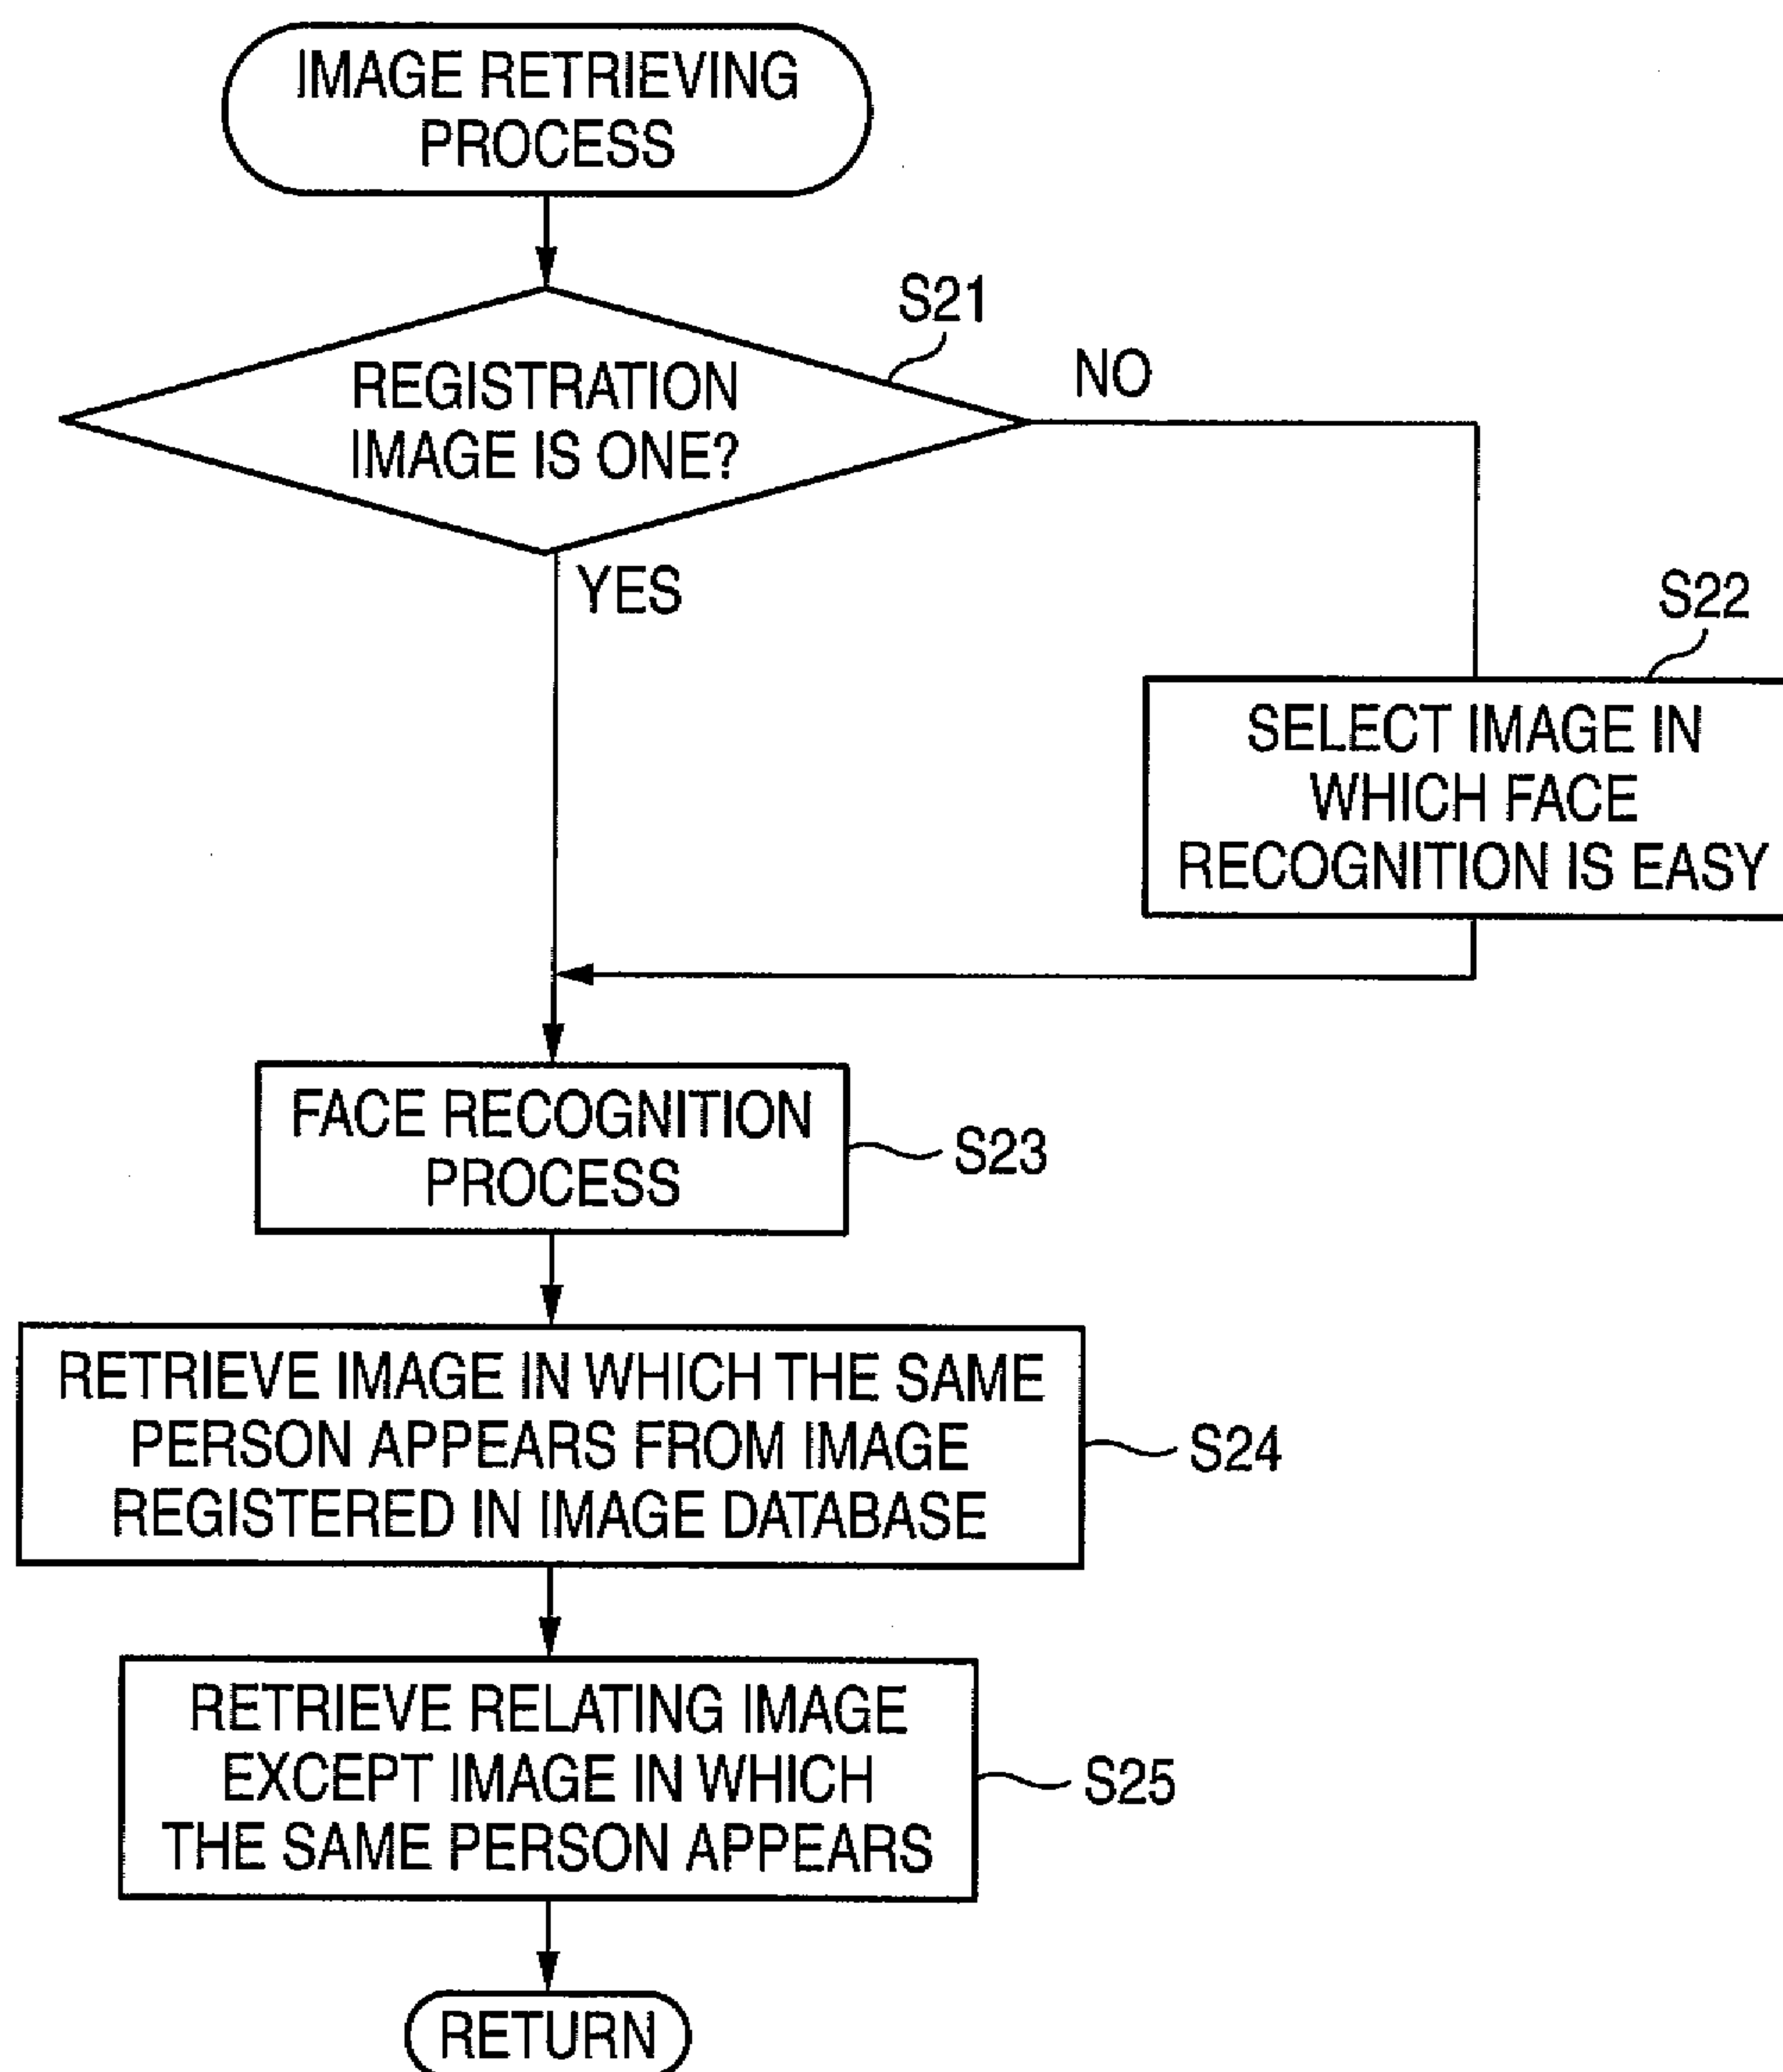 IMAGE RETRIEVING
PROCESS
S21
REGISTRATION
IMAGE IS ONE?
NO
YES
S22
SELECT IMAGE IN
WHICH FACE
RECOGNITION IS EASY
FACE RECOGNITION
PROCESS
S23
RETRIEVE IMAGE IN WHICH THE SAME
PERSON APPEARS FROM IMAGE
REGISTERED IN IMAGE DATABASE
S24
RETRIEVE RELATING IMAGE
EXCEPT IMAGE IN WHICH
THE SAME PERSON APPEARS
S25
RETURN